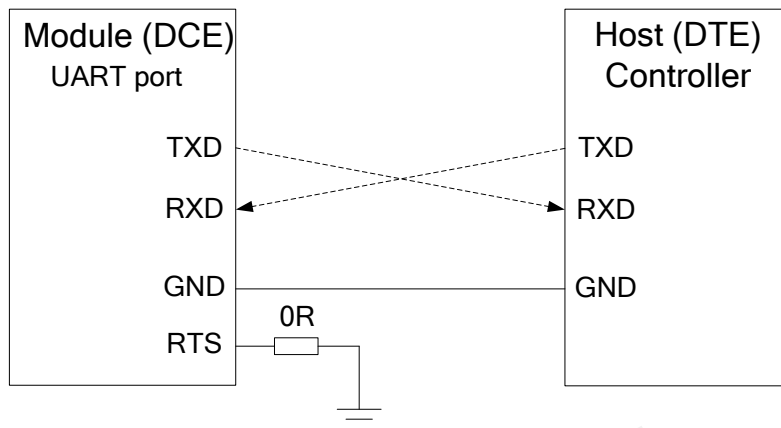 Module (DCE)
UART port
TXD
RXD
GND
RTS
0R
Host (DTE)
Controller
TXD
RXD
GND